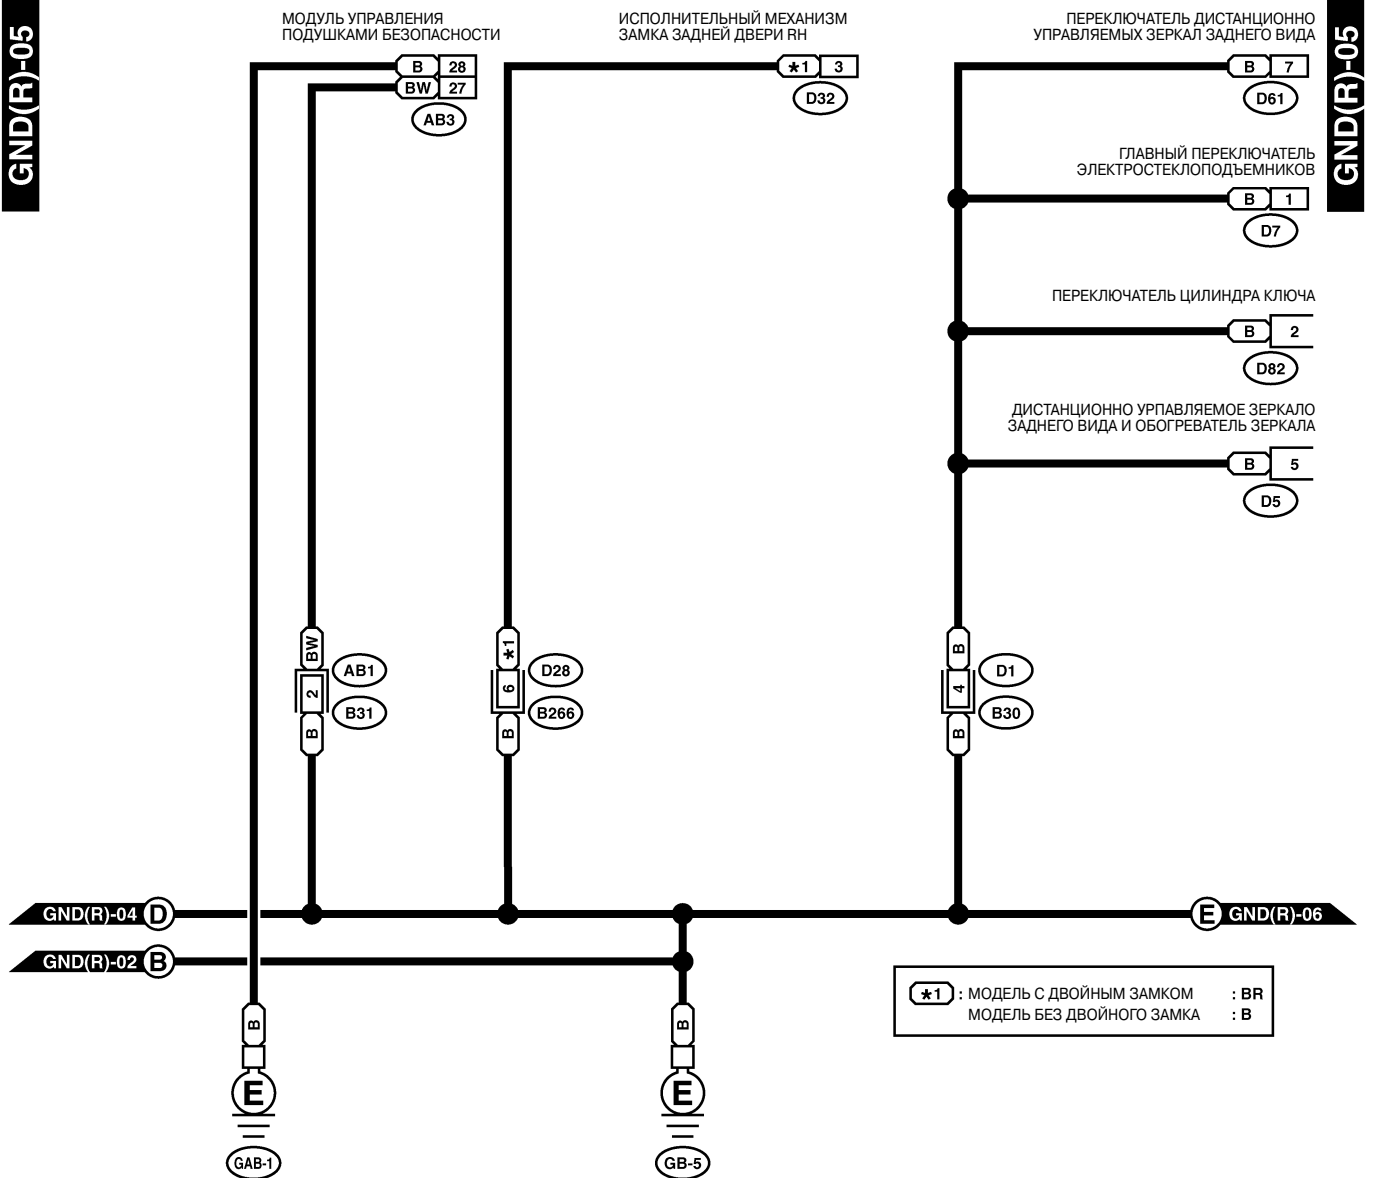 GND(R)-05
МОДУЛЬ УПРАВЛЕНИЯ
ПОДУШКАМИ БЕЗОПАСНОСТИ
B 28
BW 27
AB3
ИСПОЛНИТЕЛЬНЫЙ МЕХАНИЗМ
ЗАМКА ЗАДНЕЙ ДВЕРИ RH
*1 3
D32
ПЕРЕКЛЮЧАТЕЛЬ ДИСТАНЦИОННО
УПРАВЛЯЕМЫХ ЗЕРКАЛ ЗАДНЕГО ВИДА
B 7
D61
GND(R)-05
ГЛАВНЫЙ ПЕРЕКЛЮЧАТЕЛЬ
ЭЛЕКТРОСТЕКЛОПОДЪЕМНИКОВ
B 1
D7
ПЕРЕКЛЮЧАТЕЛЬ ЦИЛИНДРА КЛЮЧА
B 2
D82
ДИСТАНЦИОННО УРПАВЛЯЕМОЕ ЗЕРКАЛО
ЗАДНЕГО ВИДА И ОБОГРЕВАТЕЛЬ ЗЕРКАЛА
B 5
D5
BW
2
B
AB1
B31
*1
6
B
D28
B266
B
4
B
D1
B30
GND(R)-04 D
E GND(R)-06
GND(R)-02 B
*1 : МОДЕЛЬ С ДВОЙНЫМ ЗАМКОМ : BR
МОДЕЛЬ БЕЗ ДВОЙНОГО ЗАМКА : B
B
E
GAB-1
B
E
GB-5